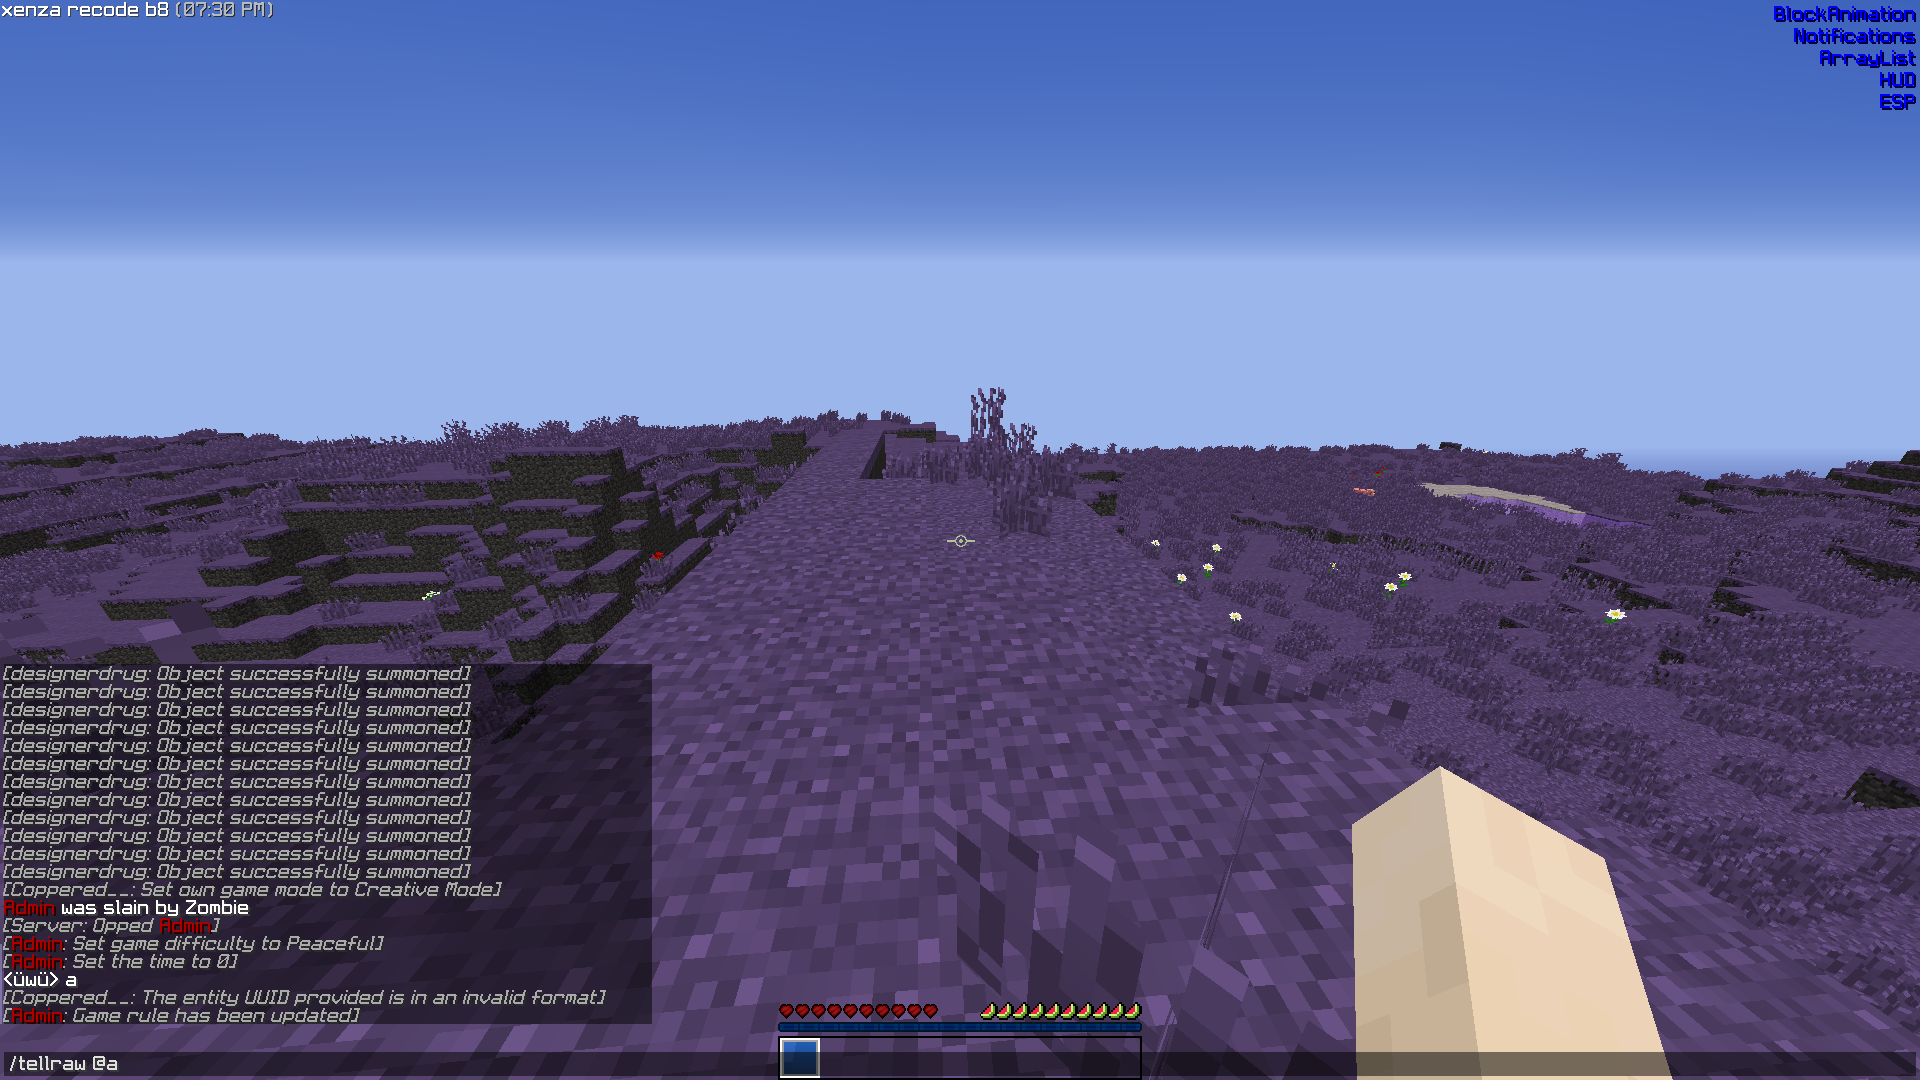 xenza recode b8 (07:30 PM)
BlockAnimation
Notifications
ArrayList
HUD
ESP
[designerdrug: Object successfully summoned]
[designerdrug: Object successfully summoned]
[designerdrug: Object successfully summoned]
[designerdrug: Object successfully summoned]
[designerdrug: Object successfully summoned]
[designerdrug: Object successfully summoned]
[designerdrug: Object successfully summoned]
[designerdrug: Object successfully summoned]
[designerdrug: Object successfully summoned]
[designerdrug: Object successfully summoned]
[designerdrug: Object successfully summoned]
[designerdrug: Object successfully summoned]
[Coppered__: Set own game mode to Creative Mode]
Admin was slain by Zombie
[Server: Opped Admin]
[Admin: Set game difficulty to Peaceful]
[Admin: Set the time to 0]
<üwü> a
[Coppered__: The entity UUID provided is in an invalid format]
[Admin: Game rule has been updated]
/tellraw @a